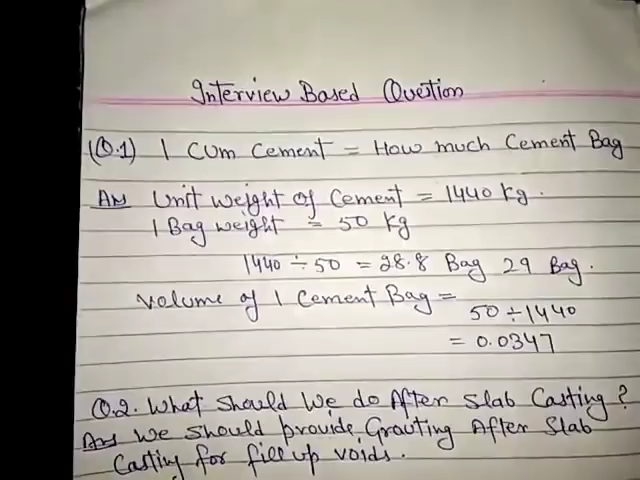 Interview Based Question
(Q.1) 1 Cum Cement = How much Cement Bag
Ans Unit Weight of Cement = 1440 kg.
1 Bag weight = 50 kg
1440 ÷ 50 = 28.8 Bag 29 Bag.
Volume of 1 Cement Bag =
50 ÷ 1440
= 0.0347
Q.2. What should We do After Slab Casting?
Ans We should provide Grouting After Slab
Casting for fill up voids.